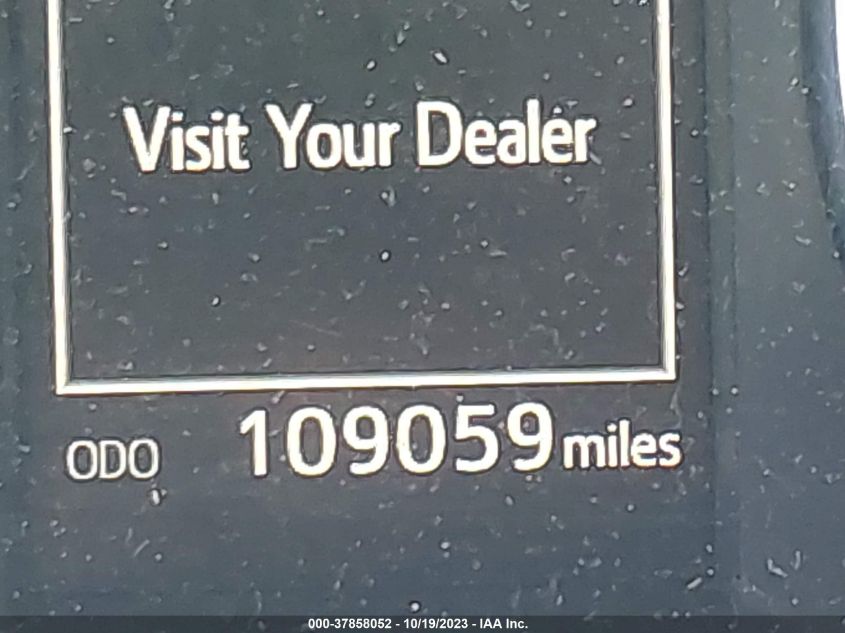 Visit Your Dealer
ODO 109059 miles
000-37858052 - 10/19/2023 - IAA Inc.